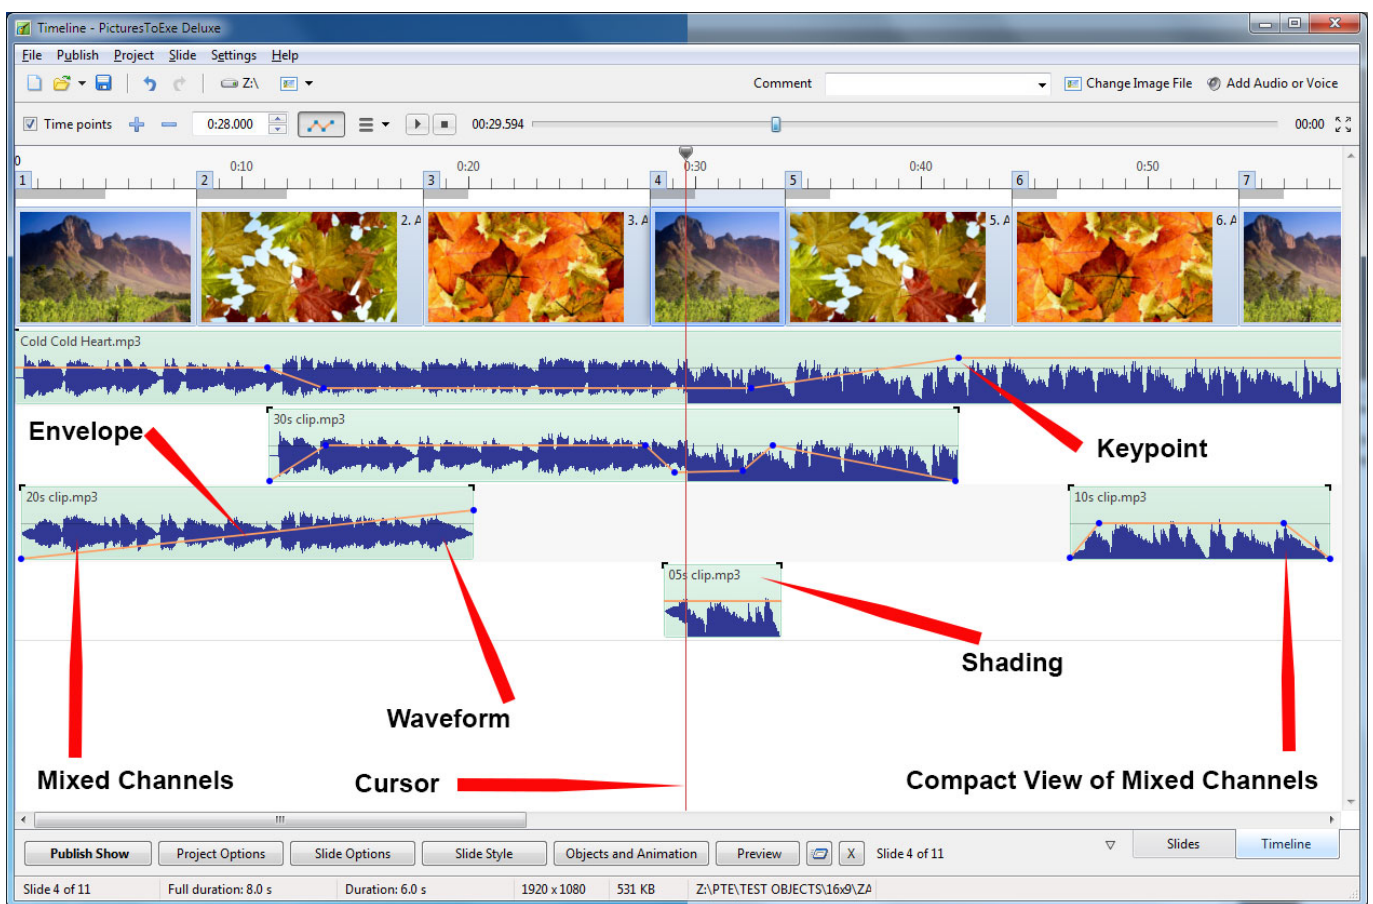 Timeline - PicturesToExe Deluxe
File Publish Project Slide Settings Help
Z:\ Comment Change Image File Add Audio or Voice
Time points 0:28.000 00:29.594 00:00
0 0:10 0:20 0:30 0:40 0:50
1 2 3 4 5 6 7
2. A 3. A 5. A 6. A
Cold Cold Heart.mp3
30s clip.mp3
Envelope
Keypoint
20s clip.mp3 10s clip.mp3
05s clip.mp3
Shading
Waveform
Mixed Channels Cursor Compact View of Mixed Channels
Publish Show Project Options Slide Options Slide Style Objects and Animation Preview X Slide 4 of 11 Slides Timeline
Slide 4 of 11 Full duration: 8.0 s Duration: 6.0 s 1920 x 1080 531 KB Z:\PTE\TEST OBJECTS\16x9\ZA